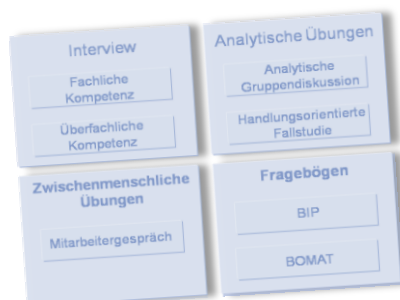 Interview
Fachliche
Kompetenz
Überfachliche
Kompetenz
Analytische Übungen
Analytische
Gruppendiskussion
Handlungsorientierte
Fallstudie
Zwischenmenschliche
Übungen
Mitarbeitergespräch
Fragebögen
BIP
BOMAT